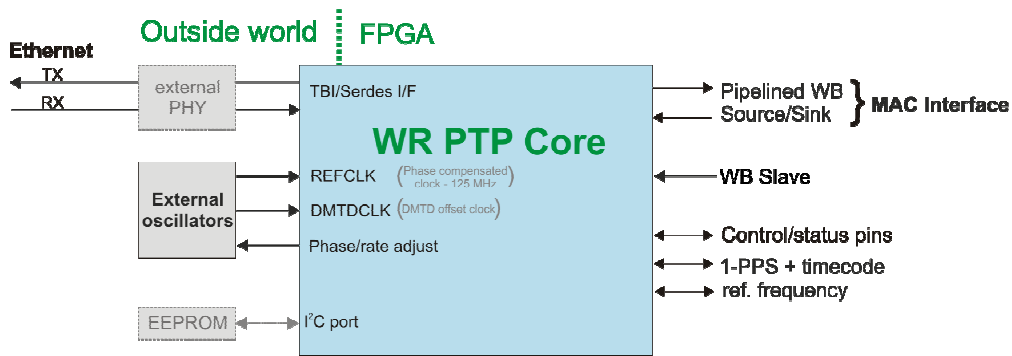 Outside world
FPGA
Ethernet
TX
RX
external
PHY
TBI/Serdes I/F
WR PTP Core
Pipelined WB
Source/Sink
} MAC Interface
External
oscillators
REFCLK (Phase compensated
clock - 125 MHz)
DMTDCLK (DMTD offset clock)
Phase/rate adjust
WB Slave
Control/status pins
1-PPS + timecode
ref. frequency
EEPROM
I²C port